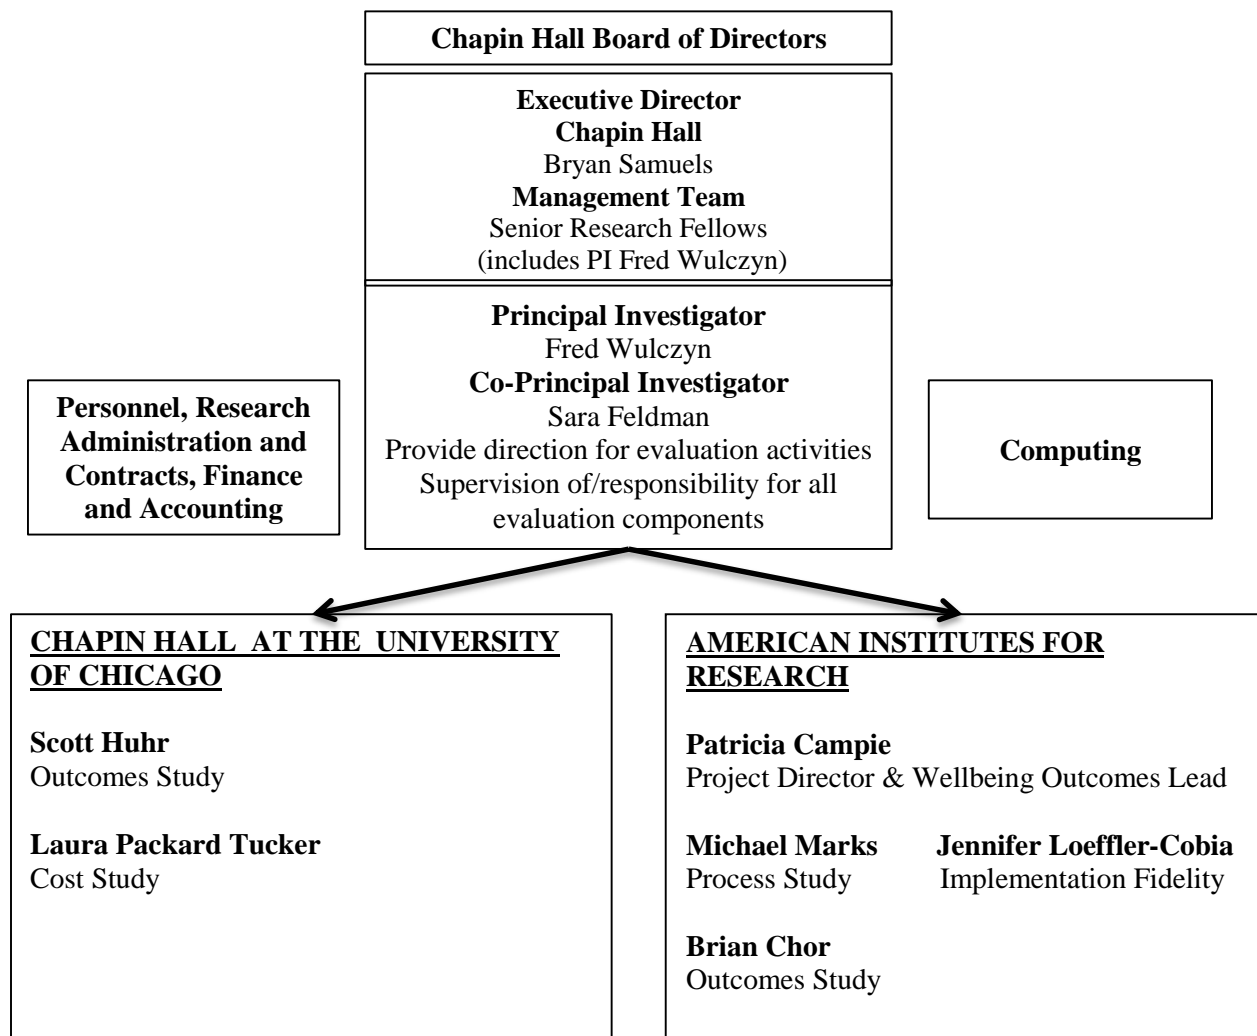 Chapin Hall Board of Directors
Executive Director
Chapin Hall
Bryan Samuels
Management Team
Senior Research Fellows
(includes PI Fred Wulczyn)
Principal Investigator
Fred Wulczyn
Co-Principal Investigator
Sara Feldman
Provide direction for evaluation activities
Supervision of/responsibility for all
evaluation components
Personnel, Research
Administration and
Contracts, Finance
and Accounting
Computing
CHAPIN HALL AT THE UNIVERSITY
OF CHICAGO
Scott Huhr
Outcomes Study
Laura Packard Tucker
Cost Study
AMERICAN INSTITUTES FOR
RESEARCH
Patricia Campie
Project Director & Wellbeing Outcomes Lead
Michael Marks Jennifer Loeffler-Cobia
Process Study Implementation Fidelity
Brian Chor
Outcomes Study